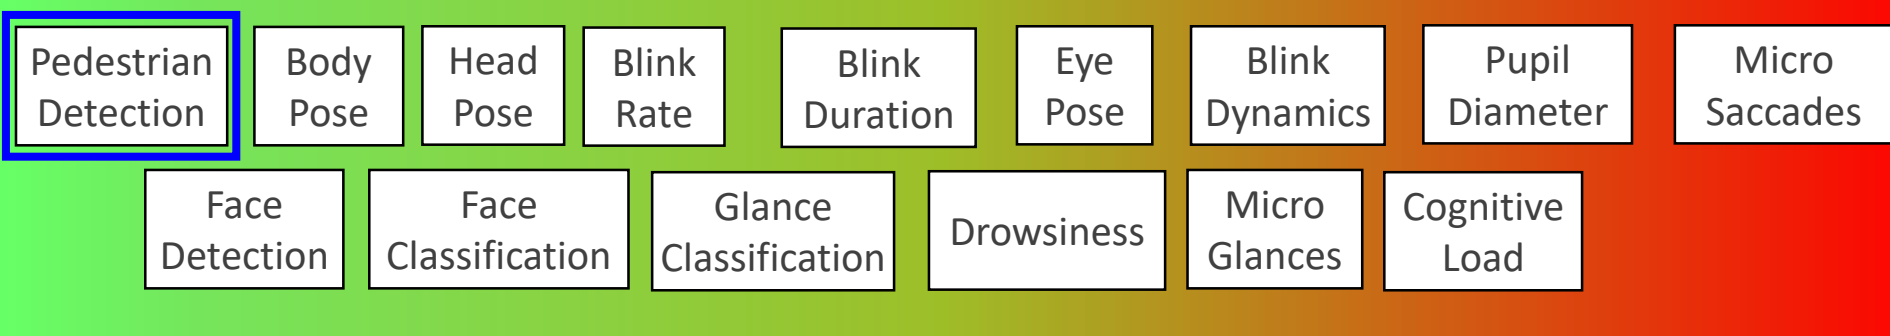 Pedestrian
Detection
Body
Pose
Head
Pose
Blink
Rate
Blink
Duration
Eye
Pose
Blink
Dynamics
Pupil
Diameter
Micro
Saccades
Face
Detection
Face
Classification
Glance
Classification
Drowsiness
Micro
Glances
Cognitive
Load